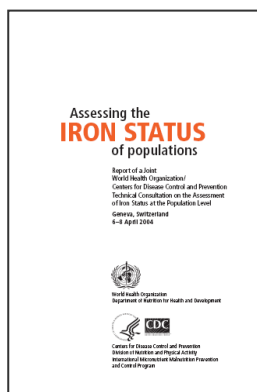 Assessing the
IRON STATUS
of populations
Report of a Joint
World Health Organization/
Centers for Disease Control and Prevention
Technical Consultation on the Assessment
of Iron Status at the Population Level
Geneva, Switzerland
6–8 April 2004
World Health Organization
Department of Nutrition for Health and Development
CDC
Centers for Disease Control and Prevention
Division of Nutrition and Physical Activity
International Micronutrient Malnutrition Prevention
and Control Program